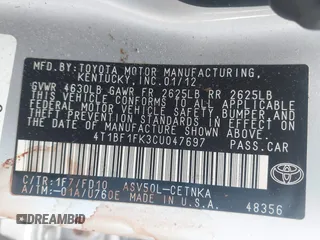 MFD.BY:TOYOTA MOTOR MANUFACTURING,
KENTUCKY,INC.01/12
GVWR 4630LB GAWR FR 2625LB RR 2625LB
THIS VEHICLE CONFORMS TO ALL APPLICABLE
FEDERAL MOTOR VEHICLE SAFETY, BUMPER, AND
THEFT PREVENTION STANDARDS IN EFFECT ON THE
DATE OF MANUFACTURE SHOWN ABOVE.
4T1BF1FK3CU047697 PASS.CAR
C/TR:1F7/FD10 ASV50L-CETNKA
A/TM:-01A/U760E MADE IN U.S.A.
TOYOTA
48356
DREAMBID